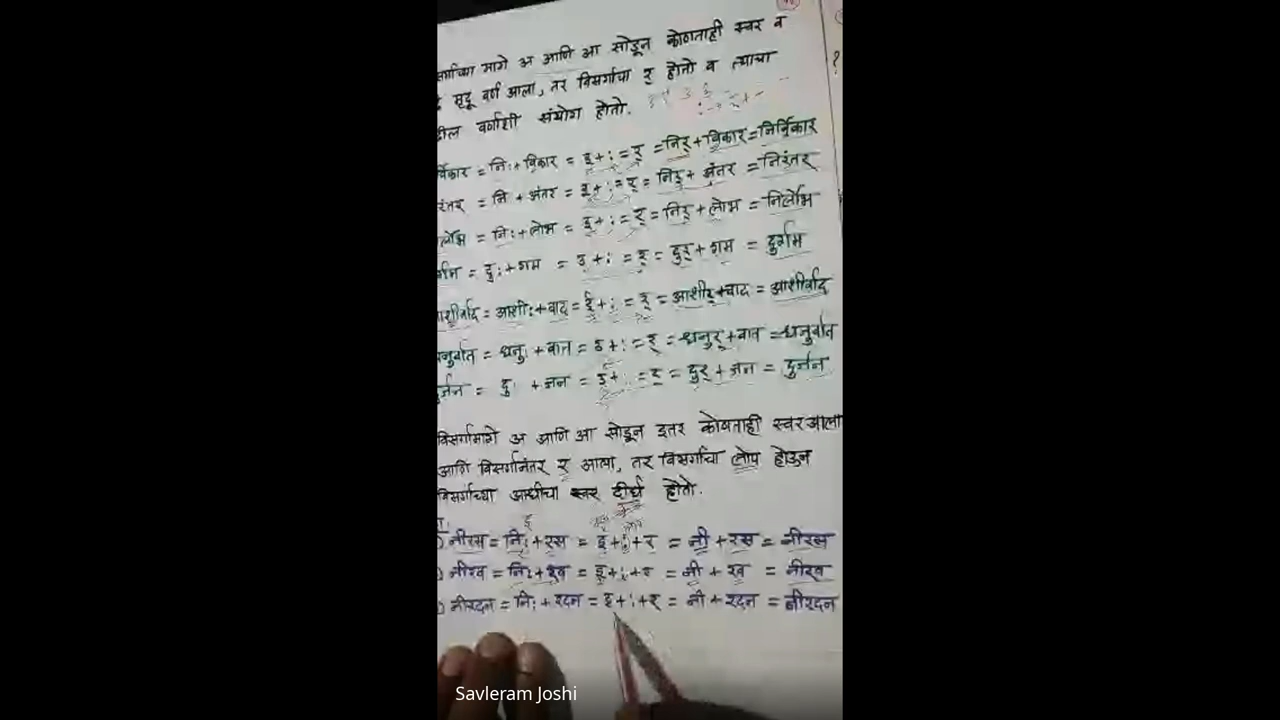 मागे अ आणि आ सोडून कोणताही स्वर व
मृदू वर्ण आला, तर विसर्गाचा र् होतो व त्याचा
वर्णाशी संयोग होतो.
= निः + विकार = इ + : = र् = निर् + विकार = निर्विकार
= नि + अंतर = इ + : = र् = निर् + अंतर = निरंतर
= निः + लोभ = इ + : = र् = निर् + लोभ = निर्लोभ
= दुः + गम = उ + : = र् = दुर् + गम = दुर्गम
= आशीः + वाद = ई + : = र् = आशीर् + वाद = आशीर्वाद
= धनुः + वात = उ + : = र् = धनुर् + वात = धनुर्वात
= दुः + जन = इ + : = र् = दुर् + जन = दुर्जन
विसर्गामागे अ आणि आ सोडून इतर कोणताही स्वर आला
आणि विसर्गानंतर र् आला, तर विसर्गाचा लोप होऊन
विसर्गाच्या आधीचा स्वर दीर्घ होतो.
नीरस = निः + रस = इ + : + र = नी + रस = नीरस
नीरव = निः + रव = इ + : + र = नी + रव = नीरव
नीरदन = निः + रदन = इ + : + र् = नी + रदन = नीरदन
Savleram Joshi